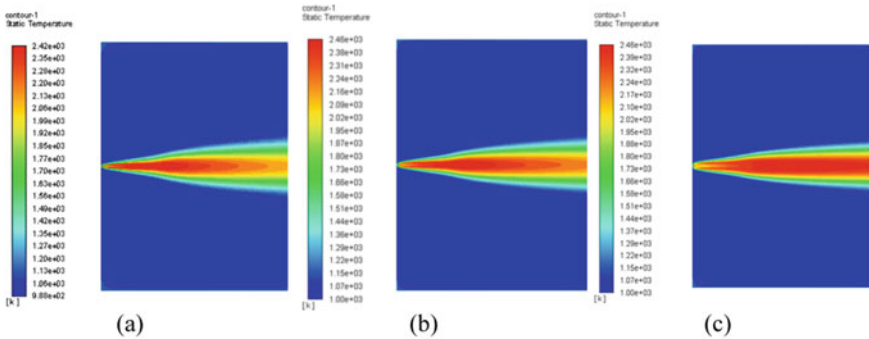 contour-1
Static Temperature
2.42e+03
2.35e+03
2.28e+03
2.20e+03
2.13e+03
2.06e+03
1.99e+03
1.92e+03
1.85e+03
1.77e+03
1.70e+03
1.63e+03
1.56e+03
1.49e+03
1.42e+03
1.35e+03
1.27e+03
1.20e+03
1.13e+03
1.06e+03
9.88e+02
[k]
(a)
contour-1
Static Temperature
2.46e+03
2.38e+03
2.31e+03
2.24e+03
2.16e+03
2.09e+03
2.02e+03
1.95e+03
1.87e+03
1.80e+03
1.73e+03
1.66e+03
1.58e+03
1.51e+03
1.44e+03
1.36e+03
1.29e+03
1.22e+03
1.15e+03
1.07e+03
1.00e+03
[k]
(b)
contour-1
Static Temperature
2.46e+03
2.38e+03
2.31e+03
2.24e+03
2.17e+03
2.10e+03
2.02e+03
1.95e+03
1.87e+03
1.80e+03
1.73e+03
1.66e+03
1.58e+03
1.51e+03
1.44e+03
1.37e+03
1.29e+03
1.22e+03
1.15e+03
1.07e+03
1.00e+03
[k]
(c)